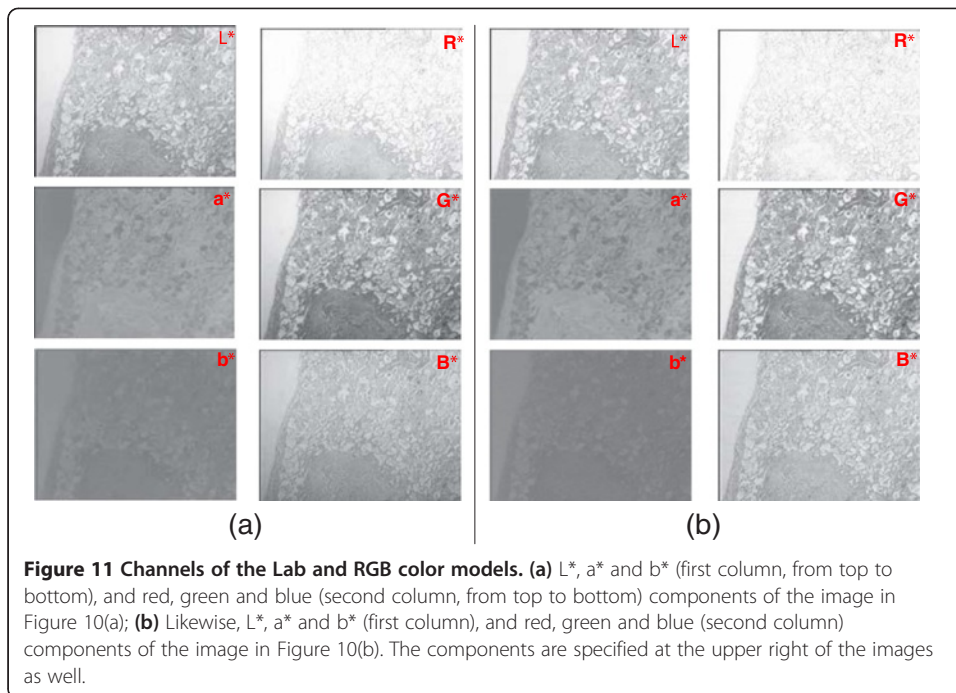 L*
R*
L*
R*
a*
G*
a*
G*
b*
B*
b*
B*
(a)
(b)
Figure 11 Channels of the Lab and RGB color models. (a) L*, a* and b* (first column, from top to
bottom), and red, green and blue (second column, from top to bottom) components of the image in
Figure 10(a); (b) Likewise, L*, a* and b* (first column), and red, green and blue (second column)
components of the image in Figure 10(b). The components are specified at the upper right of the images
as well.